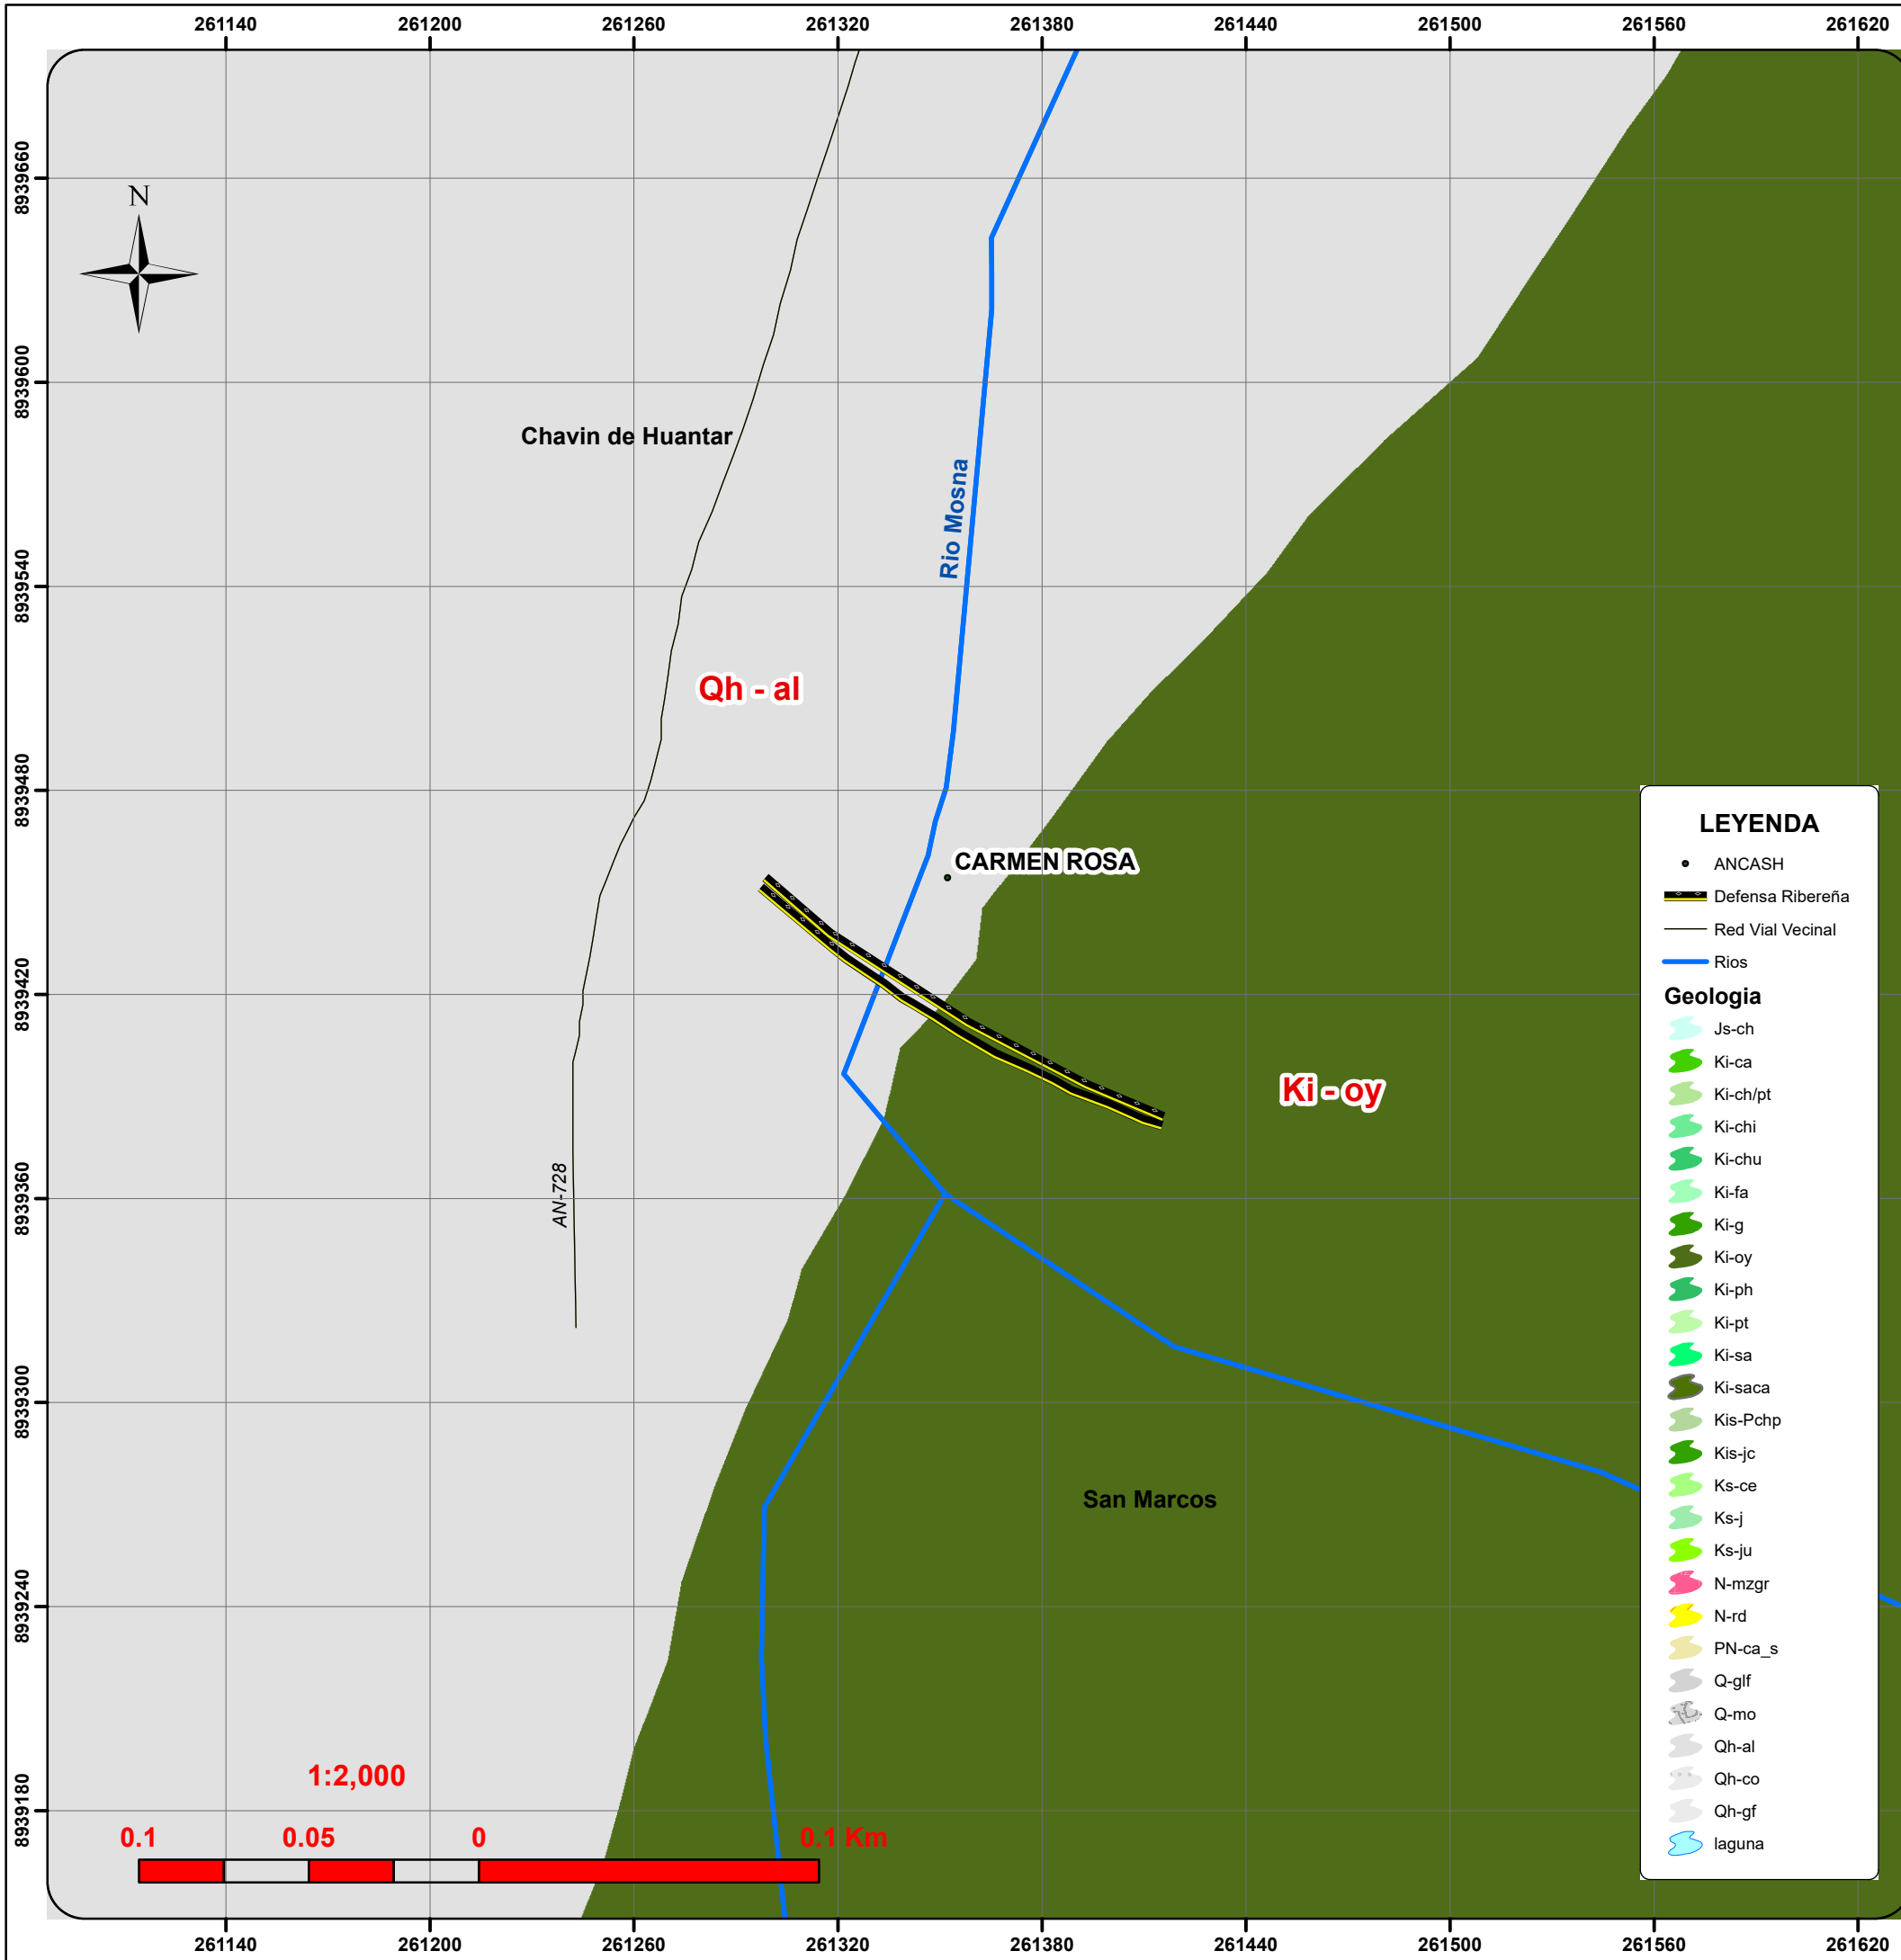 261140 261200 261260 261320 261380 261440 261500 261560 261620
8939660
8939600
8939540
8939480
8939420
8939360
8939300
8939240
8939180
N
Chavin de Huantar
Rio Mosna
Qh - al
CARMEN ROSA
Ki - oy
AN-728
San Marcos
1:2,000
0.1 0.05 0 0.1 Km
LEYENDA
ANCASH
Defensa Ribereña
Red Vial Vecinal
Rios
Geologia
Js-ch
Ki-ca
Ki-ch/pt
Ki-chi
Ki-chu
Ki-fa
Ki-g
Ki-oy
Ki-ph
Ki-pt
Ki-sa
Ki-saca
Kis-Pchp
Kis-jc
Ks-ce
Ks-j
Ks-ju
N-mzgr
N-rd
PN-ca_s
Q-glf
Q-mo
Qh-al
Qh-co
Qh-gf
laguna
261140 261200 261260 261320 261380 261440 261500 261560 261620